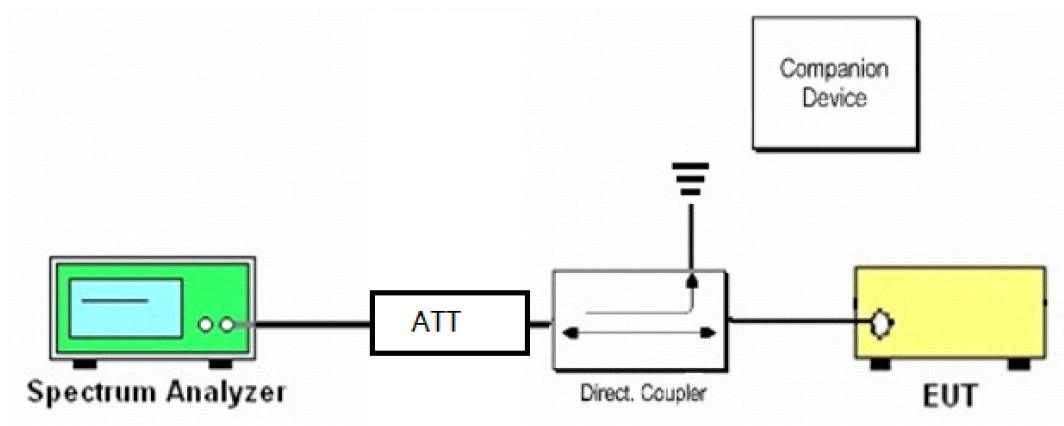 Companion
Device
ATT
Spectrum Analyzer
Direct. Coupler
EUT